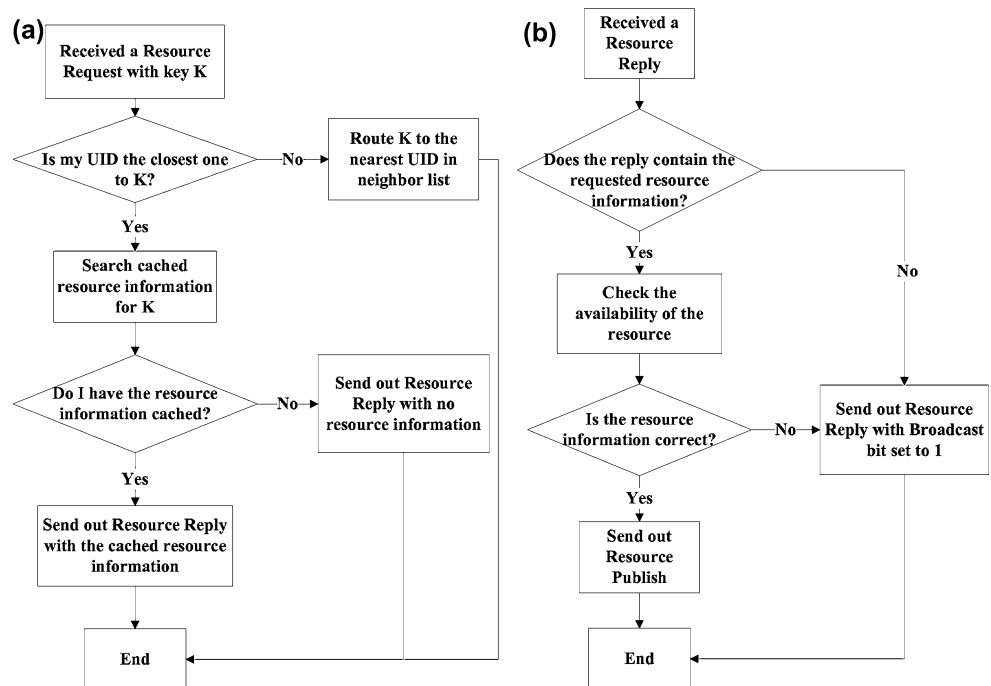 (a)
Received a Resource
Request with key K
Is my UID the closest one
to K?
No
Route K to the
nearest UID in
neighbor list
Yes
Search cached
resource information
for K
Do I have the resource
information cached?
No
Send out Resource
Reply with no
resource information
Yes
Send out Resource Reply
with the cached resource
information
End
(b)
Received a
Resource
Reply
Does the reply contain the
requested resource
information?
No
Yes
Check the
availability of the
resource
Is the resource
information correct?
No
Send out Resource
Reply with Broadcast
bit set to 1
Yes
Send out
Resource
Publish
End